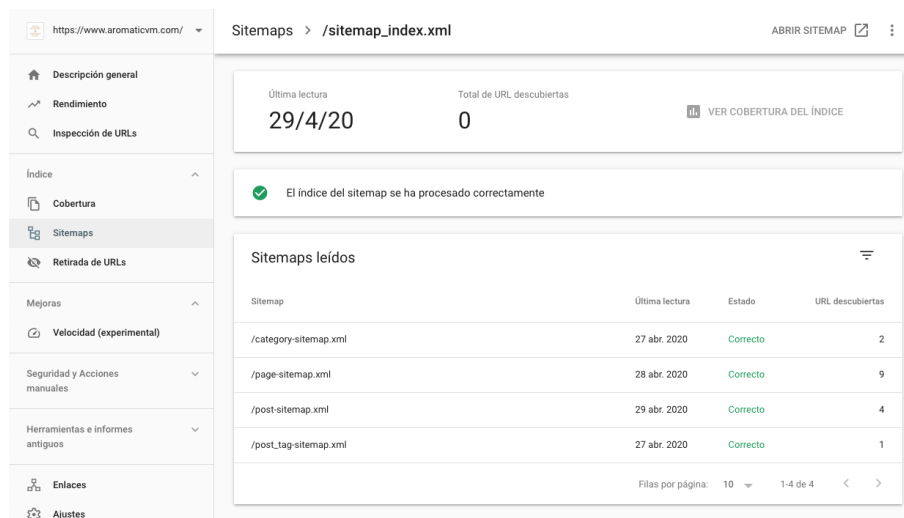 https://www.aromaticvm.com/
Sitemaps > /sitemap_index.xml
ABRIR SITEMAP
Descripción general
Rendimiento
Inspección de URLs
Índice
Cobertura
Sitemaps
Retirada de URLs
Mejoras
Velocidad (experimental)
Seguridad y Acciones
manuales
Herramientas e informes
antiguos
Enlaces
Ajustes
Última lectura
29/4/20
Total de URL descubiertas
0
VER COBERTURA DEL ÍNDICE
El índice del sitemap se ha procesado correctamente
Sitemaps leídos
Sitemap Última lectura Estado URL descubiertas
/category-sitemap.xml 27 abr. 2020 Correcto 2
/page-sitemap.xml 28 abr. 2020 Correcto 9
/post-sitemap.xml 29 abr. 2020 Correcto 4
/post_tag-sitemap.xml 27 abr. 2020 Correcto 1
Filas por página: 10 1-4 de 4